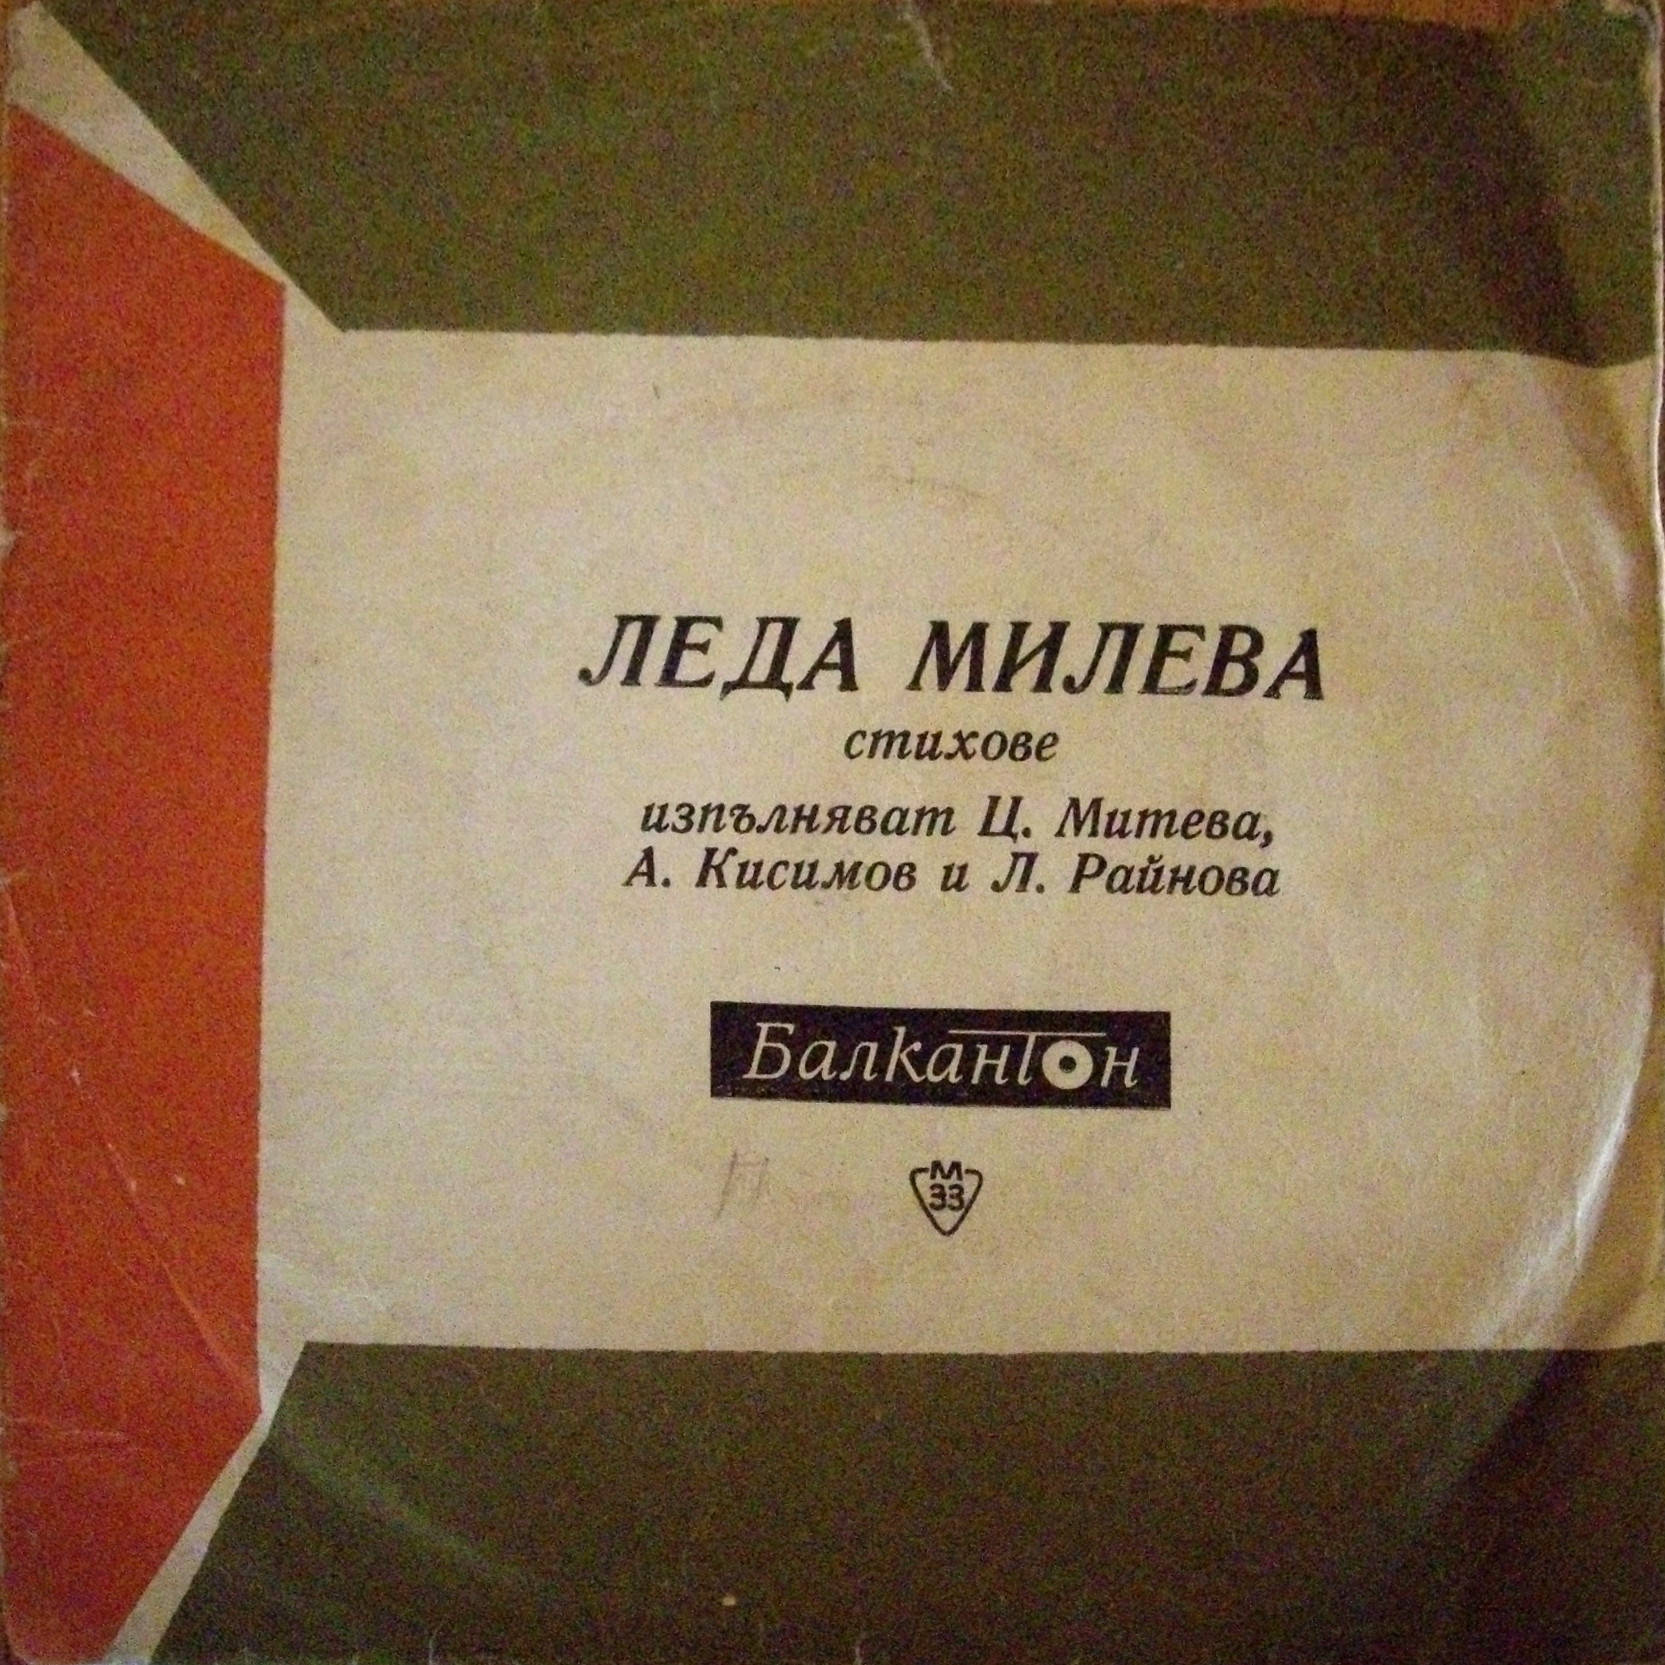 ЛЕДА МИЛЕВА
стихове
изпълняват Ц. Митева,
А. Кисимов и Л. Райнова
Балкантон
М
33